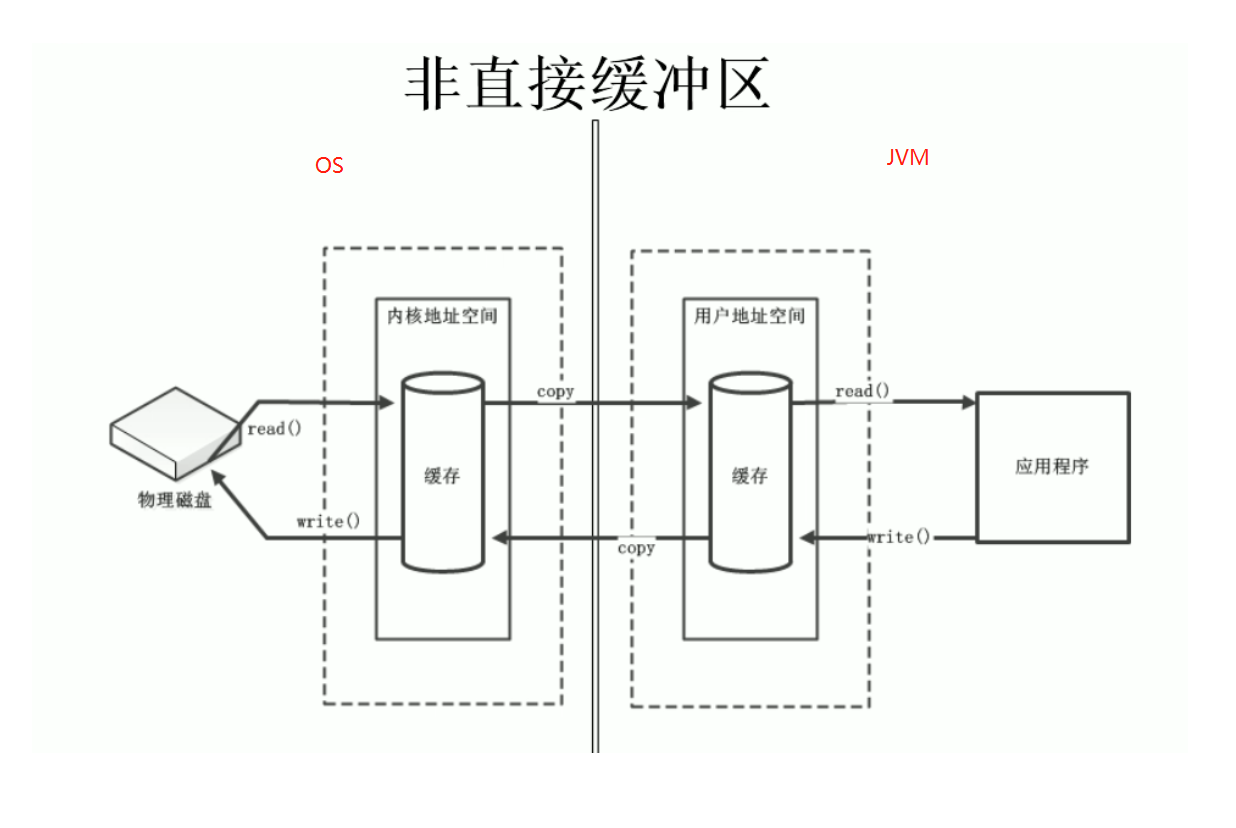 非直接缓冲区
OS
JVM
内核地址空间
用户地址空间
copy
read()
read()
缓存
缓存
应用程序
物理磁盘
write()
write()
copy